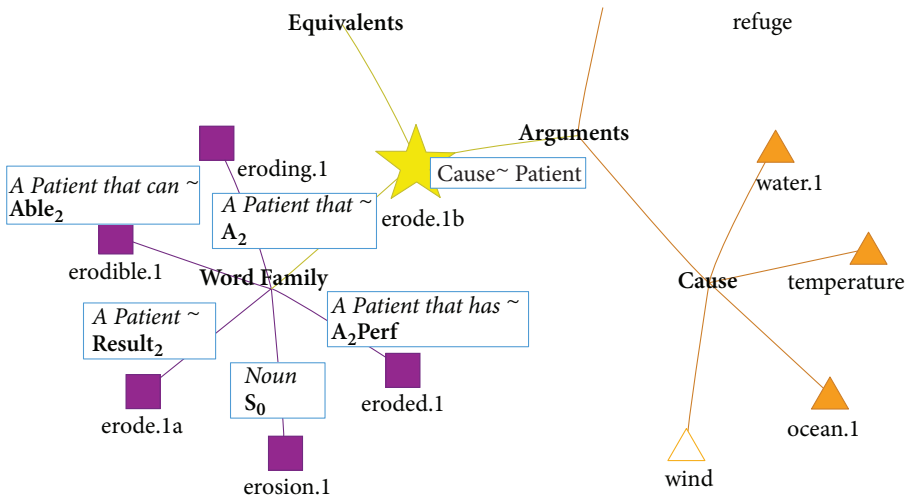 Equivalents
refuge
Arguments
eroding.1
Cause~ Patient
water.1
A Patient that can ~
Able₂
A Patient that ~
A₂
erode.1b
erodible.1
Word Family
Cause
temperature
A Patient ~
Result₂
A Patient that has ~
A₂Perf
Noun
S₀
erode.1a
eroded.1
ocean.1
erosion.1
wind